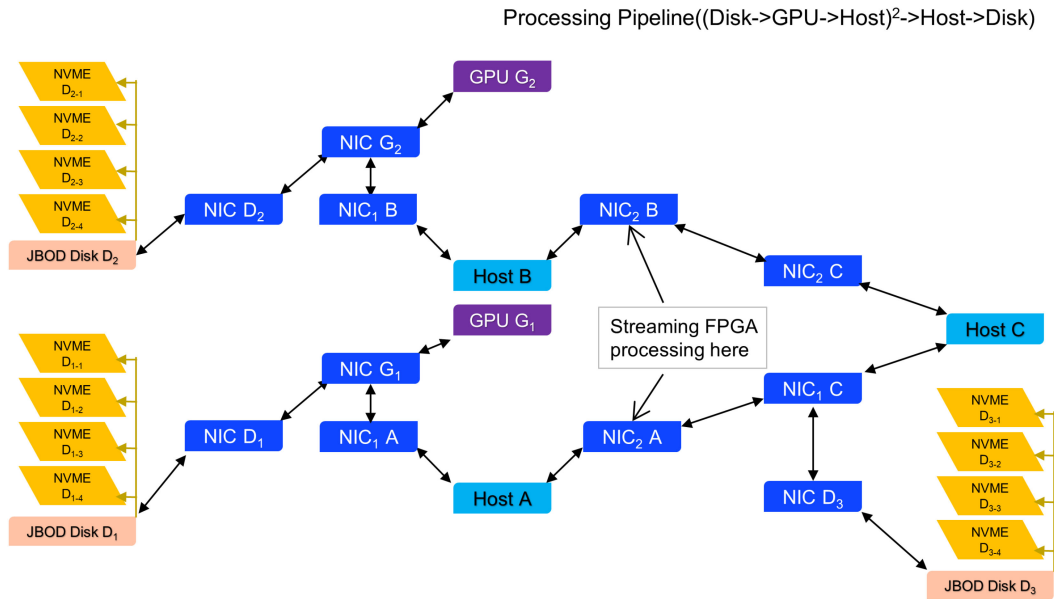 Processing Pipeline((Disk->GPU->Host)²->Host->Disk)
NVME
D₂₋₁
NVME
D₂₋₂
NVME
D₂₋₃
NVME
D₂₋₄
JBOD Disk D₂
NIC D₂
NIC G₂
GPU G₂
NIC₁ B
Host B
NIC₂ B
NIC₂ C
Host C
Streaming FPGA
processing here
NVME
D₁₋₁
NVME
D₁₋₂
NVME
D₁₋₃
NVME
D₁₋₄
JBOD Disk D₁
NIC D₁
NIC G₁
GPU G₁
NIC₁ A
Host A
NIC₂ A
NIC₁ C
NIC D₃
NVME
D₃₋₁
NVME
D₃₋₂
NVME
D₃₋₃
NVME
D₃₋₄
JBOD Disk D₃